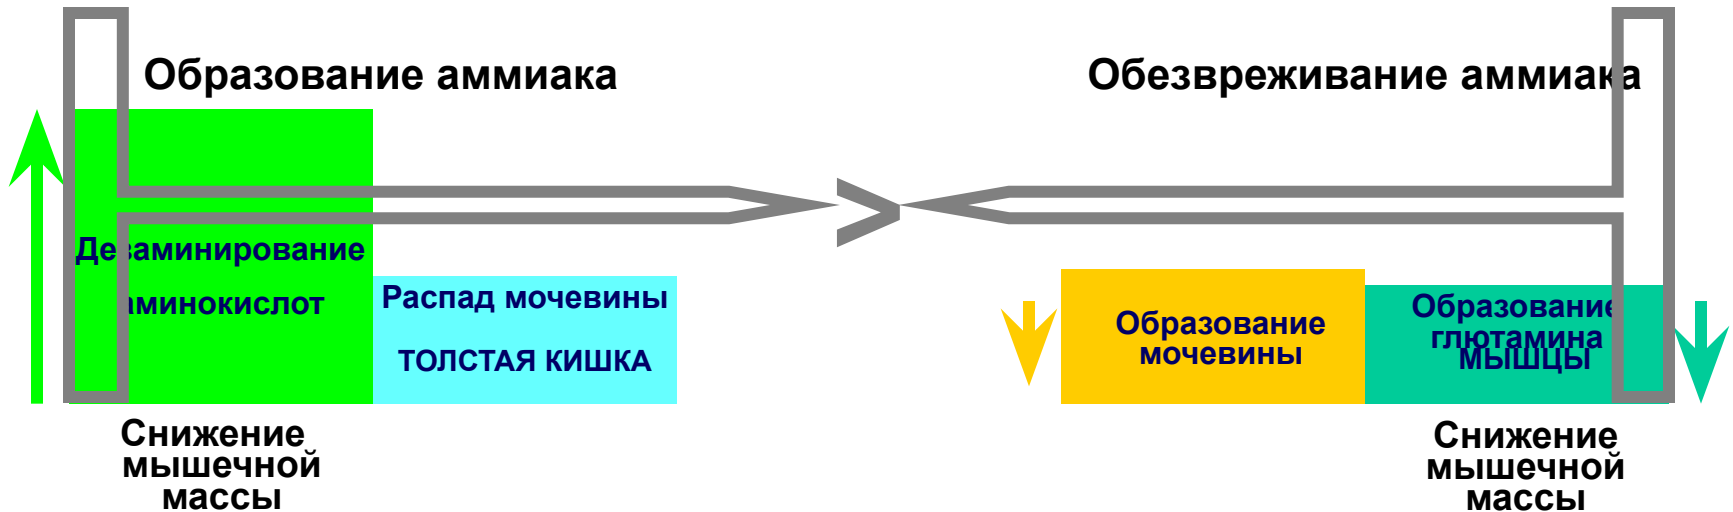 Образование аммиака
Обезвреживание аммиака
Дезаминирование
аминокислот
Распад мочевины
ТОЛСТАЯ КИШКА
>
Образование
мочевины
Образование
глютамина
МЫШЦЫ
Снижение
мышечной
массы
Снижение
мышечной
массы